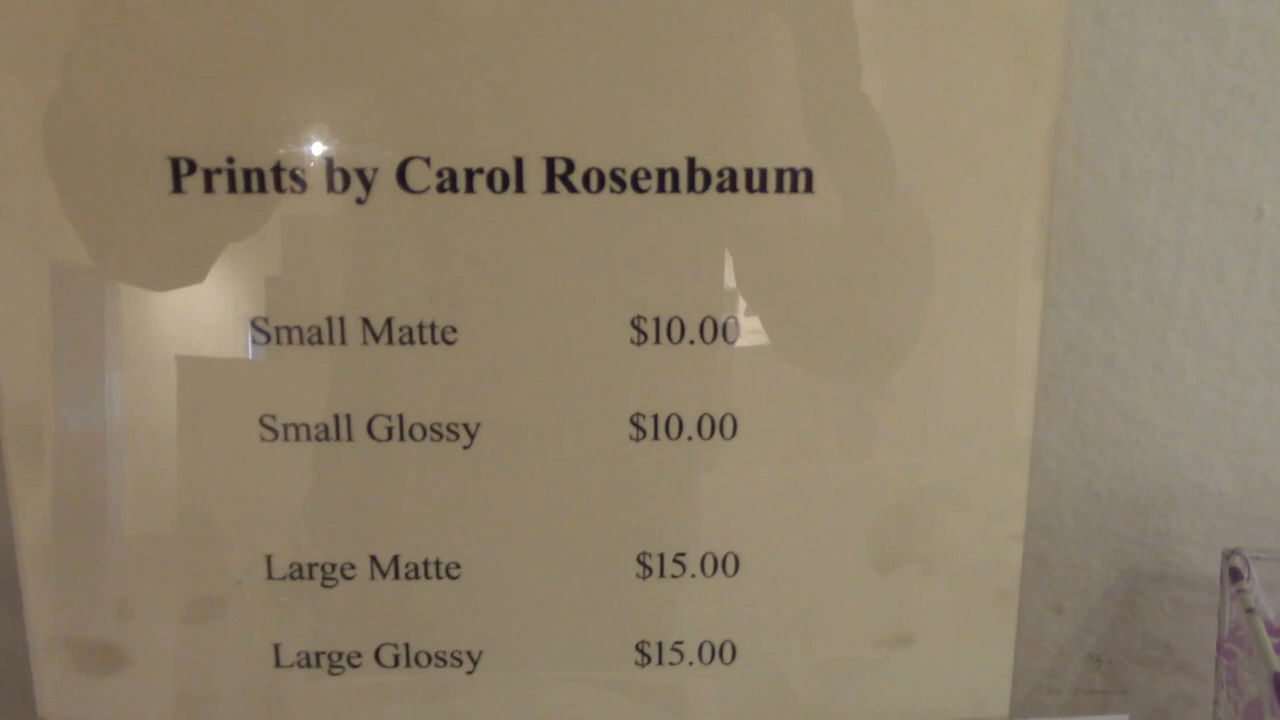 Prints by Carol Rosenbaum
Small Matte $10.00
Small Glossy $10.00
Large Matte $15.00
Large Glossy $15.00